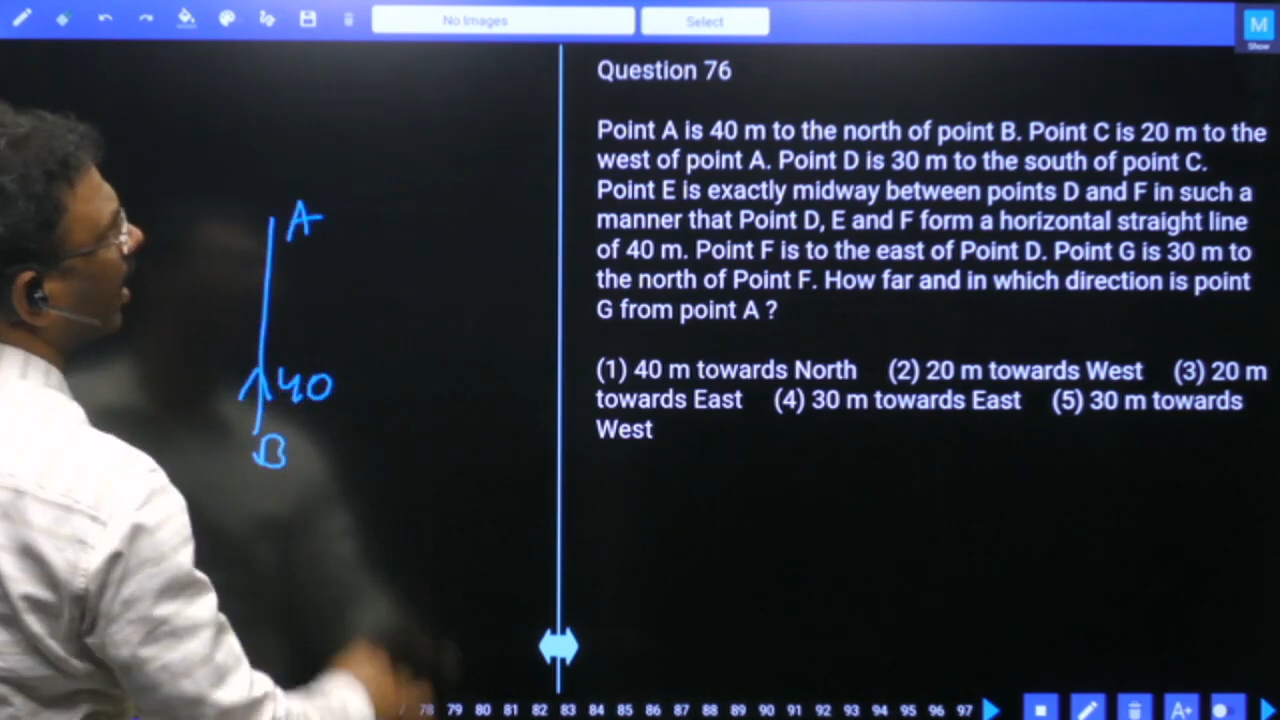 No Images
Select
M
Show
Question 76
Point A is 40 m to the north of point B. Point C is 20 m to the
west of point A. Point D is 30 m to the south of point C.
Point E is exactly midway between points D and F in such a
manner that Point D, E and F form a horizontal straight line
of 40 m. Point F is to the east of Point D. Point G is 30 m to
the north of Point F. How far and in which direction is point
G from point A ?
(1) 40 m towards North (2) 20 m towards West (3) 20 m
towards East (4) 30 m towards East (5) 30 m towards
West
A
40
B
78 79 80 81 82 83 84 85 86 87 88 89 90 91 92 93 94 95 96 97
A+